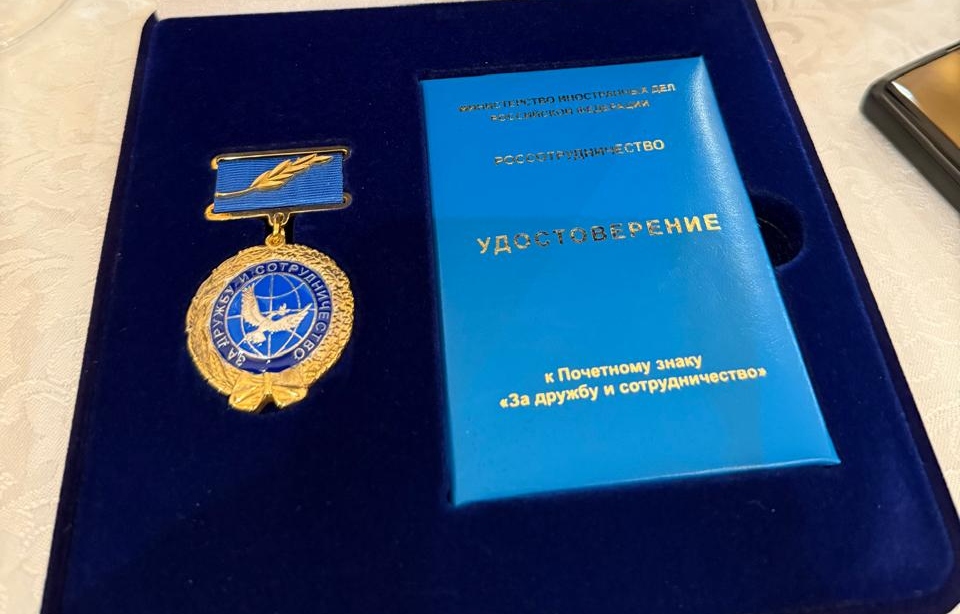 ЗА ДРУЖБУ И СОТРУДНИЧЕСТВО
МИНИСТЕРСТВО ИНОСТРАННЫХ ДЕЛ
РОССИЙСКОЙ ФЕДЕРАЦИИ
РОССОТРУДНИЧЕСТВО
УДОСТОВЕРЕНИЕ
к Почетному знаку
«За дружбу и сотрудничество»